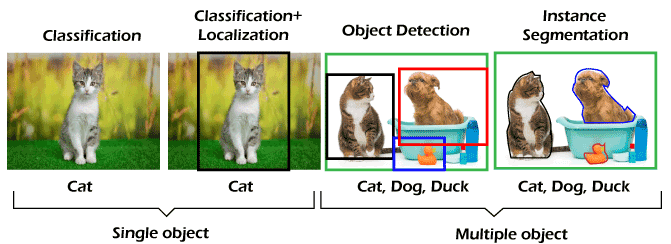 Classification
Classification+
Localization
Object Detection
Instance
Segmentation
Cat
Cat
Cat, Dog, Duck
Cat, Dog, Duck
Single object
Multiple object